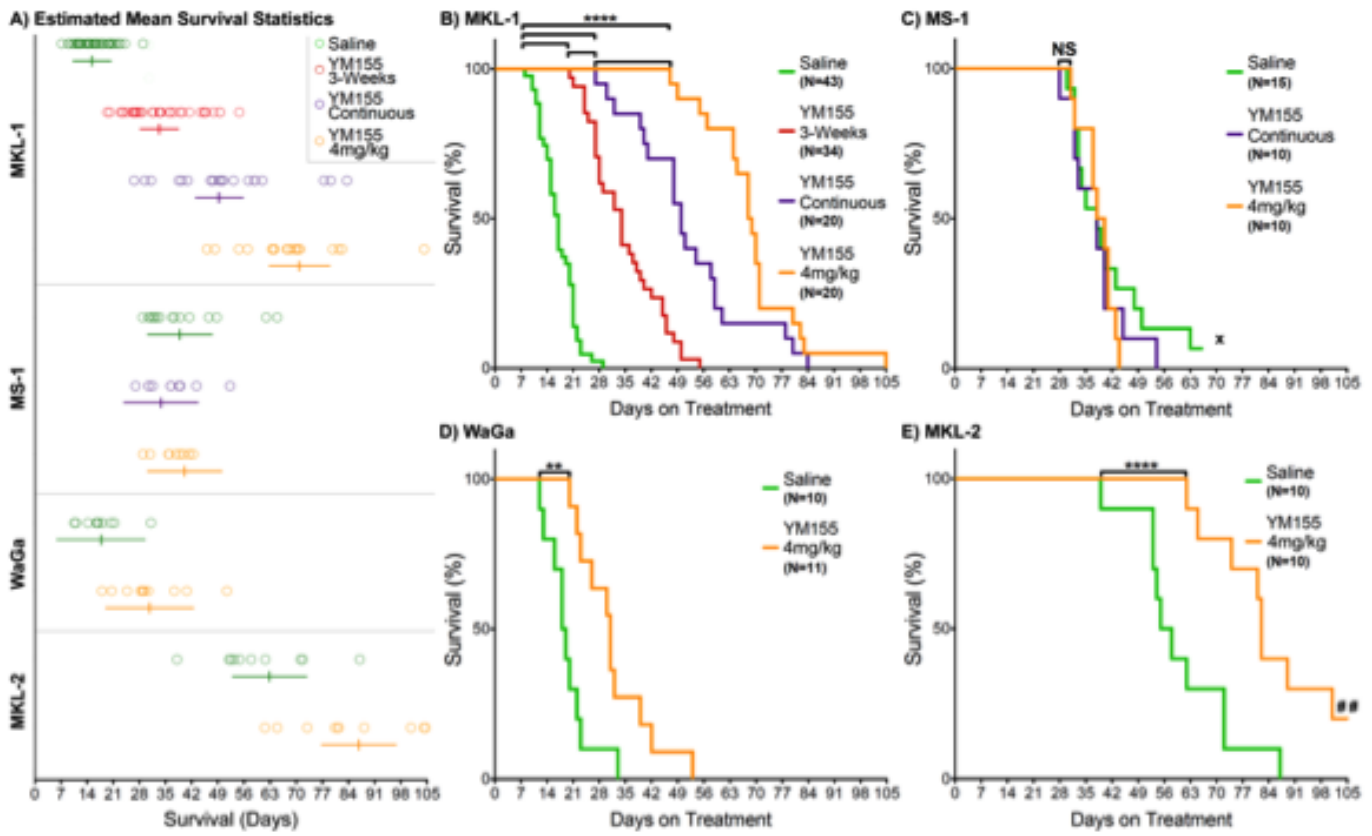 A) Estimated Mean Survival Statistics
Saline
YM155
3-Weeks
YM155
Continuous
YM155
4mg/kg
MKL-1
MS-1
WaGa
MKL-2
0 7 14 21 28 35 42 49 56 63 70 77 84 91 98 105
Survival (Days)
B) MKL-1
****
Saline
(N=43)
YM155
3-Weeks
(N=34)
YM155
Continuous
(N=20)
YM155
4mg/kg
(N=20)
100
50
0
Survival (%)
0 7 14 21 28 35 42 49 56 63 70 77 84 91 98 105
Days on Treatment
C) MS-1
NS
Saline
(N=15)
YM155
Continuous
(N=10)
YM155
4mg/kg
(N=10)
x
100
50
0
Survival (%)
0 7 14 21 28 35 42 49 56 63 70 77 84 91 98 105
Days on Treatment
D) WaGa
**
Saline
(N=10)
YM155
4mg/kg
(N=11)
100
50
0
Survival (%)
0 7 14 21 28 35 42 49 56 63 70 77 84 91 98 105
Days on Treatment
E) MKL-2
****
Saline
(N=10)
YM155
4mg/kg
(N=10)
##
100
50
0
Survival (%)
0 7 14 21 28 35 42 49 56 63 70 77 84 91 98 105
Days on Treatment